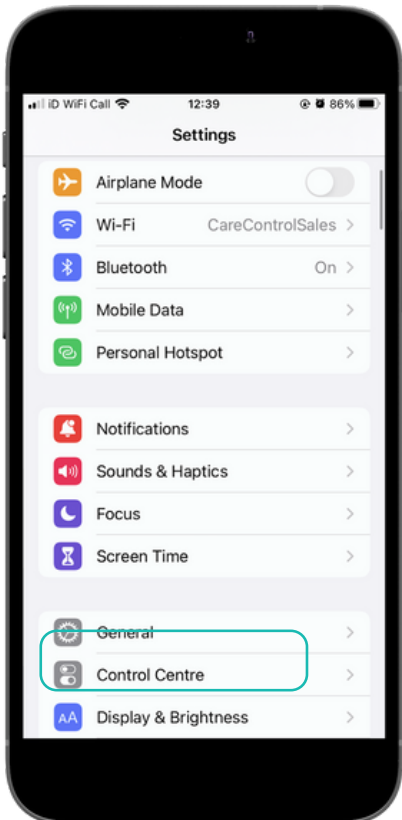 iD WiFi Call 12:39 86%
Settings
Airplane Mode
Wi-Fi CareControlSales
Bluetooth On
Mobile Data
Personal Hotspot
Notifications
Sounds & Haptics
Focus
Screen Time
General
Control Centre
AA Display & Brightness